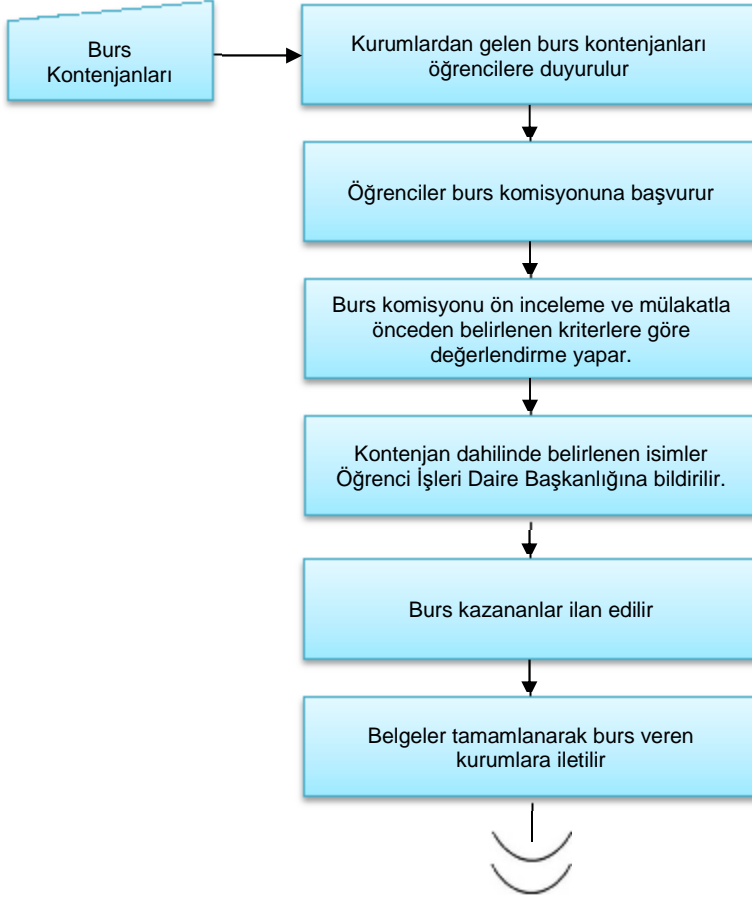 Burs
Kontenjanları
Kurumlardan gelen burs kontenjanları
öğrencilere duyurulur
Öğrenciler burs komisyonuna başvurur
Burs komisyonu ön inceleme ve mülakatla
önceden belirlenen kriterlere göre
değerlendirme yapar.
Kontenjan dahilinde belirlenen isimler
Öğrenci İşleri Daire Başkanlığına bildirilir.
Burs kazananlar ilan edilir
Belgeler tamamlanarak burs veren
kurumlara iletilir